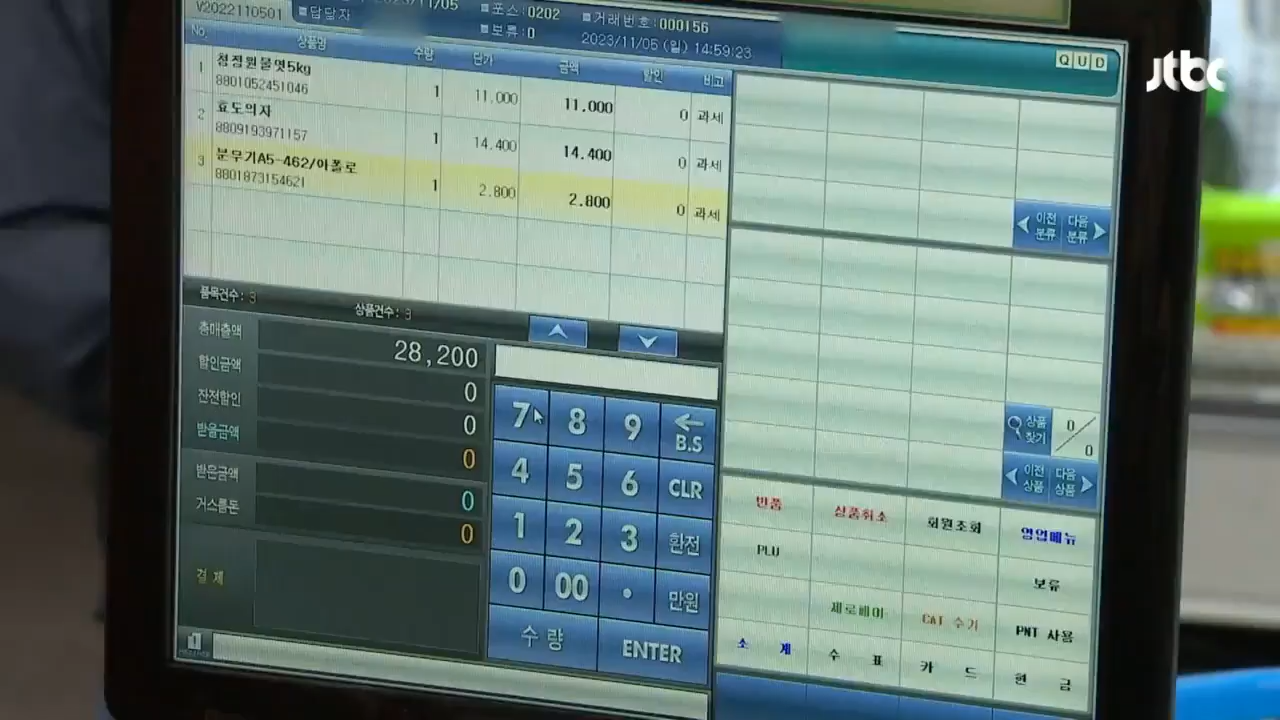 V2022110501
2023/11/05
■포스:0202
■거래번호:000156
■담당자
■보류:0
2023/11/05 (일) 14:59:23
jtbc
Q U D
No. 상품명 수량 단가 금액 할인 비고
1 청정원물엿5kg 1 11.000 11.000 0 과세
8801052451046
2 효도의자 1 14.400 14.400 0 과세
8809193971157
3 분무기A5-462/아폴로 1 2.800 2.800 0 과세
8801873154621
이전 분류 다음 분류
품목건수: 3 상품건수: 3
총매출액 28,200
할인금액 0
잔전할인 0
받을금액 0
받은금액 0
거스름돈 0
결 제
7 8 9 ← B.S
4 5 6 CLR
1 2 3 환전
0 00 . 만원
수 량 ENTER
상품 찾기 0 / 0
이전 상품 다음 상품
반품 상품취소 회원조회 영업메뉴
PLU 보류
제로페이 CAT 수기 PNT 사용
소 계 수 표 카 드 현 금